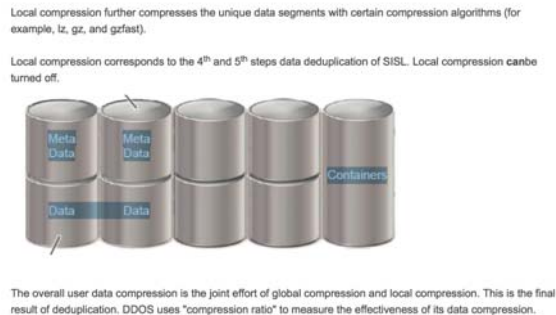 Local compression further compresses the unique data segments with certain compression algorithms (for
example, lz, gz, and gzfast).
Local compression corresponds to the 4th and 5th steps data deduplication of SISL. Local compression canbe
turned off.
Meta Data
Meta Data
Containers
Data
Data
The overall user data compression is the joint effort of global compression and local compression. This is the final
result of deduplication. DDOS uses "compression ratio" to measure the effectiveness of its data compression.